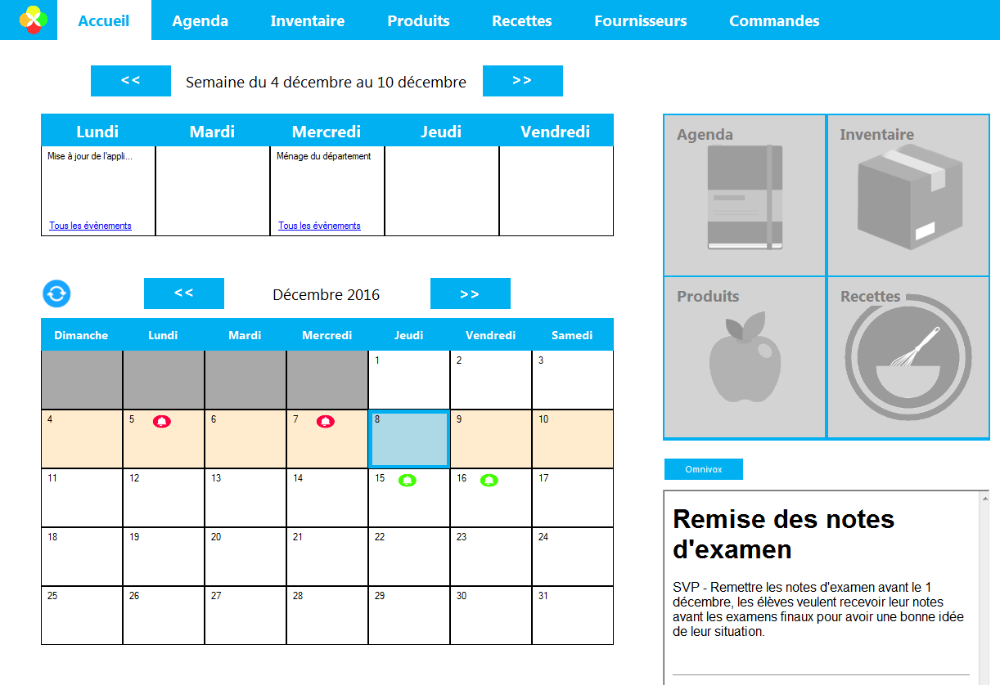 Accueil Agenda Inventaire Produits Recettes Fournisseurs Commandes
<< Semaine du 4 décembre au 10 décembre >>
Lundi Mardi Mercredi Jeudi Vendredi
Mise à jour de l'appli... Ménage du département
Tous les évènements Tous les évènements
<< Décembre 2016 >>
Dimanche Lundi Mardi Mercredi Jeudi Vendredi Samedi
1 2 3
4 5 6 7 8 9 10
11 12 13 14 15 16 17
18 19 20 21 22 23 24
25 26 27 28 29 30 31
Agenda Inventaire
Produits Recettes
Omnivox
Remise des notes
d'examen
SVP - Remettre les notes d'examen avant le 1
décembre, les élèves veulent recevoir leur notes
avant les examens finaux pour avoir une bonne idée
de leur situation.